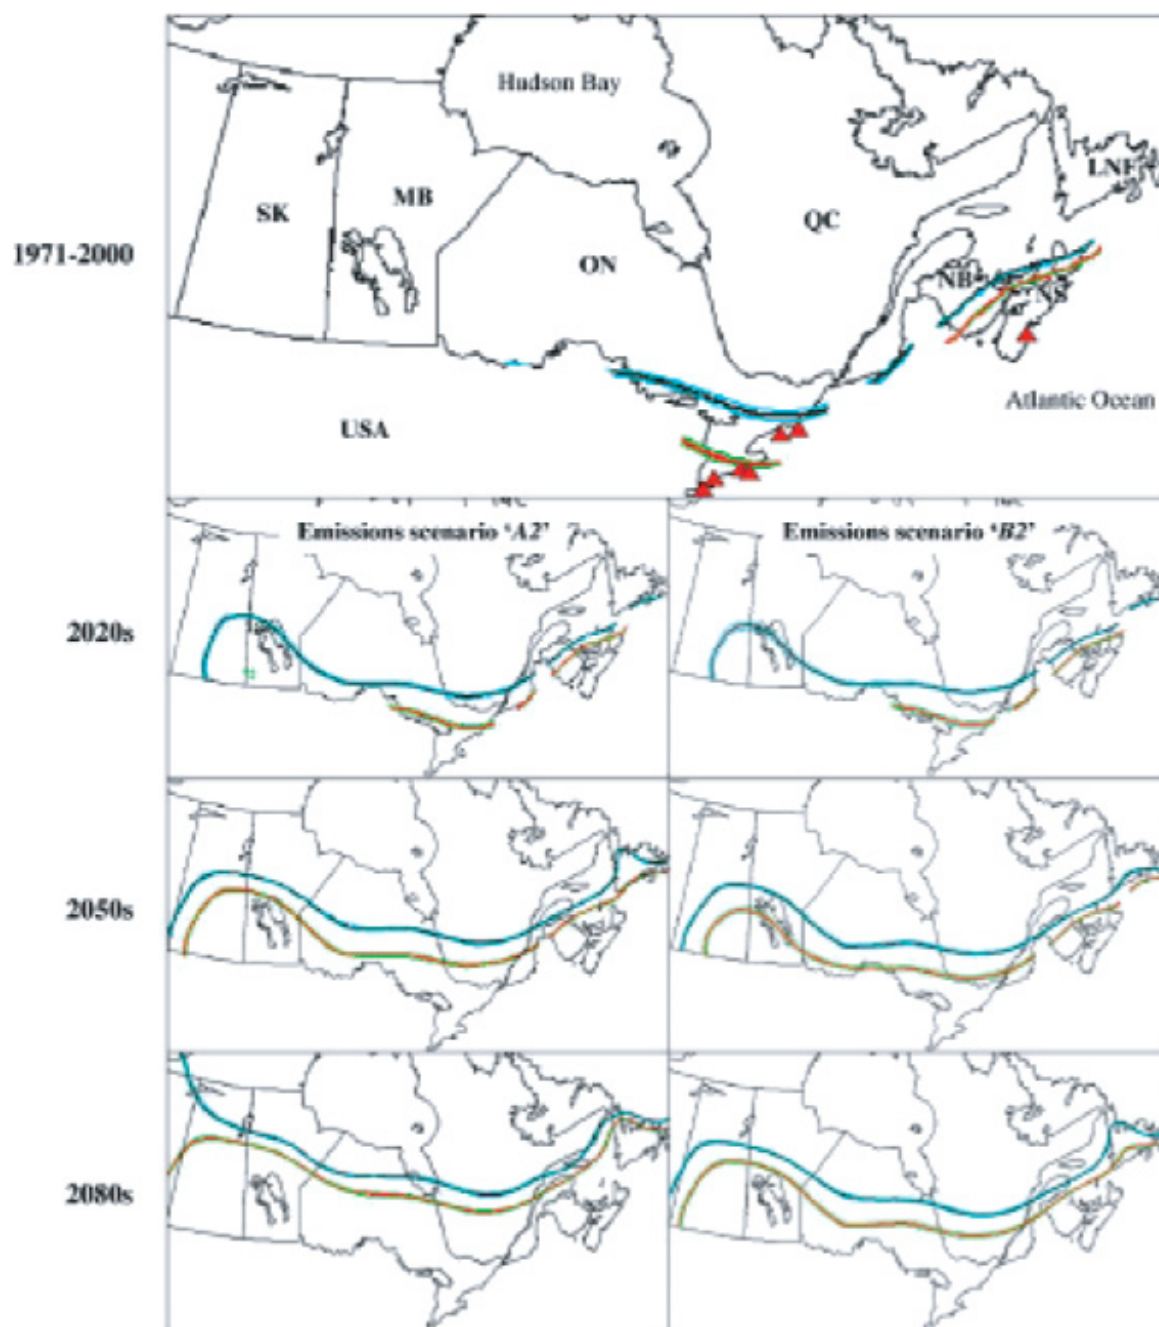 Hudson Bay
LNF
MB
SK
QC
1971-2000
ON
NB
NS
Atlantic Ocean
USA
Emissions scenario ‘A2’
Emissions scenario ‘B2’
2020s
2050s
2080s